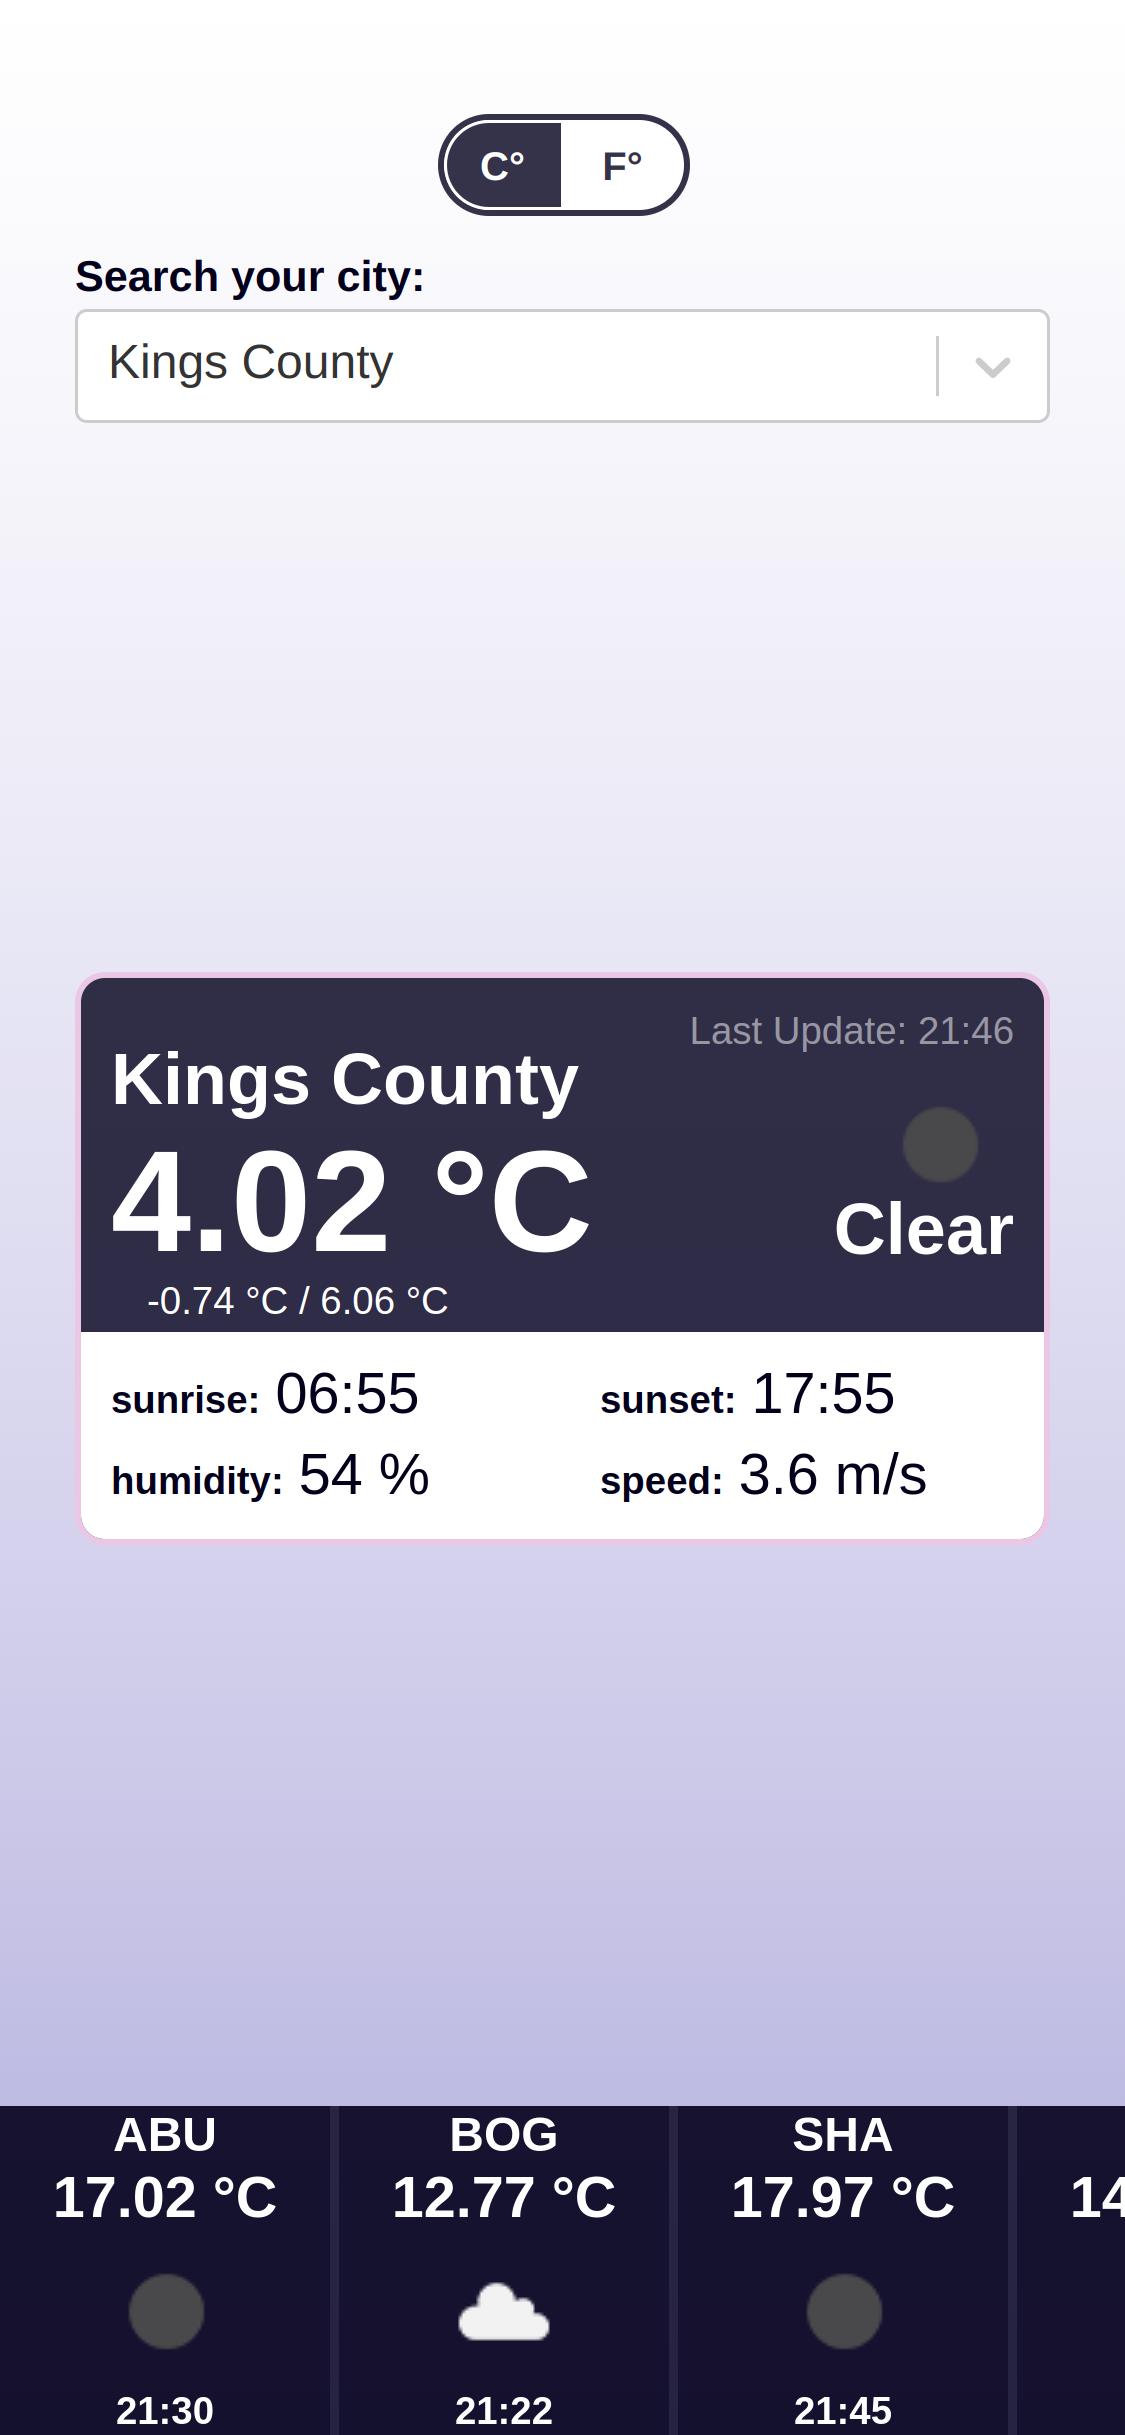 C° F°
Search your city:
Kings County
Last Update: 21:46
Kings County
4.02 °C
Clear
-0.74 °C / 6.06 °C
sunrise: 06:55 sunset: 17:55
humidity: 54 % speed: 3.6 m/s
ABU BOG SHA
17.02 °C 12.77 °C 17.97 °C 14
21:30 21:22 21:45